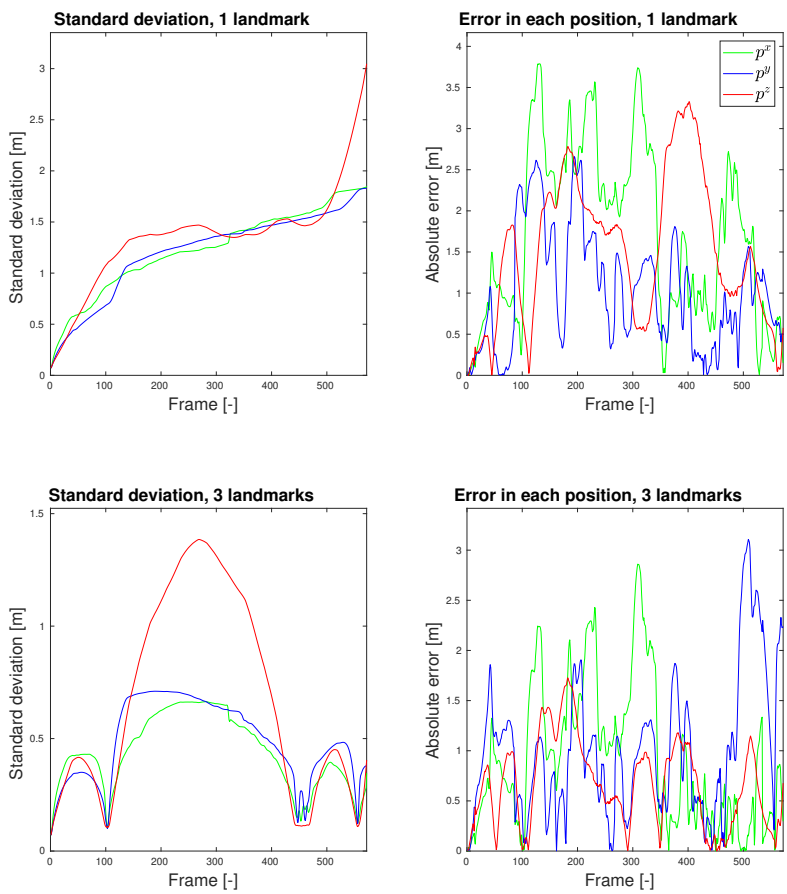 Standard deviation, 1 landmark
3
2.5
2
1.5
1
0.5
0
0 100 200 300 400 500
Standard deviation [m]
Frame [-]
Error in each position, 1 landmark
4
3.5
3
2.5
2
1.5
1
0.5
0
0 100 200 300 400 500
Absolute error [m]
Frame [-]
p^x
p^y
p^z
Standard deviation, 3 landmarks
1.5
1
0.5
0
0 100 200 300 400 500
Standard deviation [m]
Frame [-]
Error in each position, 3 landmarks
3
2.5
2
1.5
1
0.5
0
0 100 200 300 400 500
Absolute error [m]
Frame [-]